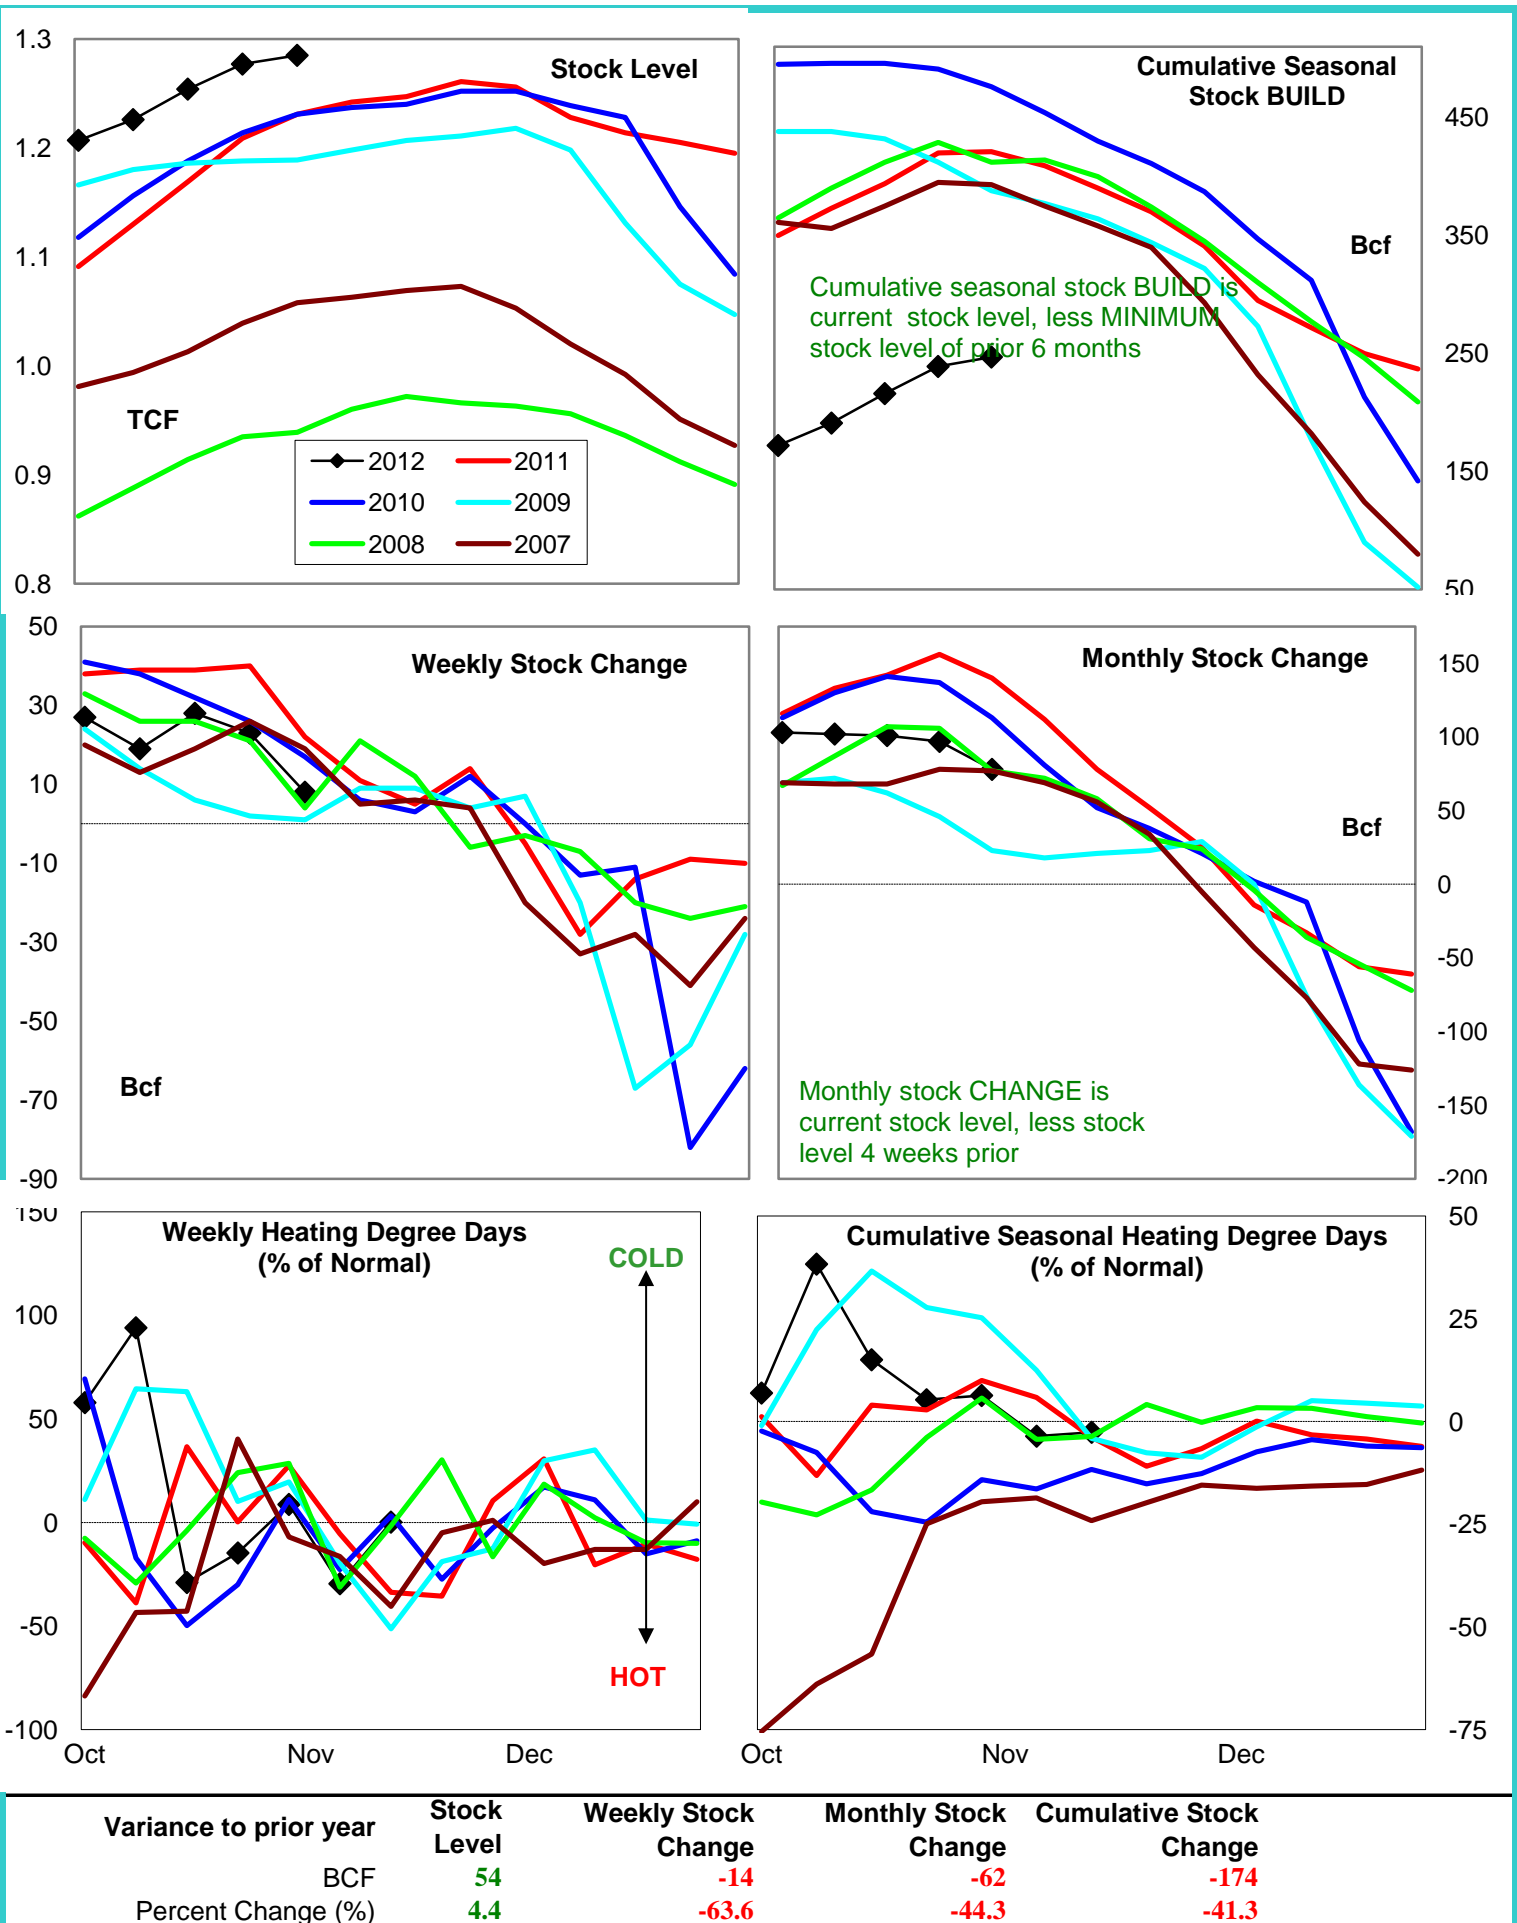 1.3
1.2
1.1
1.0
0.9
0.8
Stock Level
TCF
2012
2011
2010
2009
2008
2007
Cumulative Seasonal
Stock BUILD
Bcf
Cumulative seasonal stock BUILD is
current stock level, less MINIMUM
stock level of prior 6 months
450
350
250
150
50
50
30
10
-10
-30
-50
-70
-90
Weekly Stock Change
Bcf
Monthly Stock Change
Bcf
Monthly stock CHANGE is
current stock level, less stock
level 4 weeks prior
150
100
50
0
-50
-100
-150
-200
150
100
50
0
-50
-100
Weekly Heating Degree Days
(% of Normal)
COLD
HOT
Oct Nov Dec
Cumulative Seasonal Heating Degree Days
(% of Normal)
50
25
0
-25
-50
-75
Oct Nov Dec
Variance to prior year
Stock
Level
Weekly Stock
Change
Monthly Stock
Change
Cumulative Stock
Change
BCF 54 -14 -62 -174
Percent Change (%) 4.4 -63.6 -44.3 -41.3